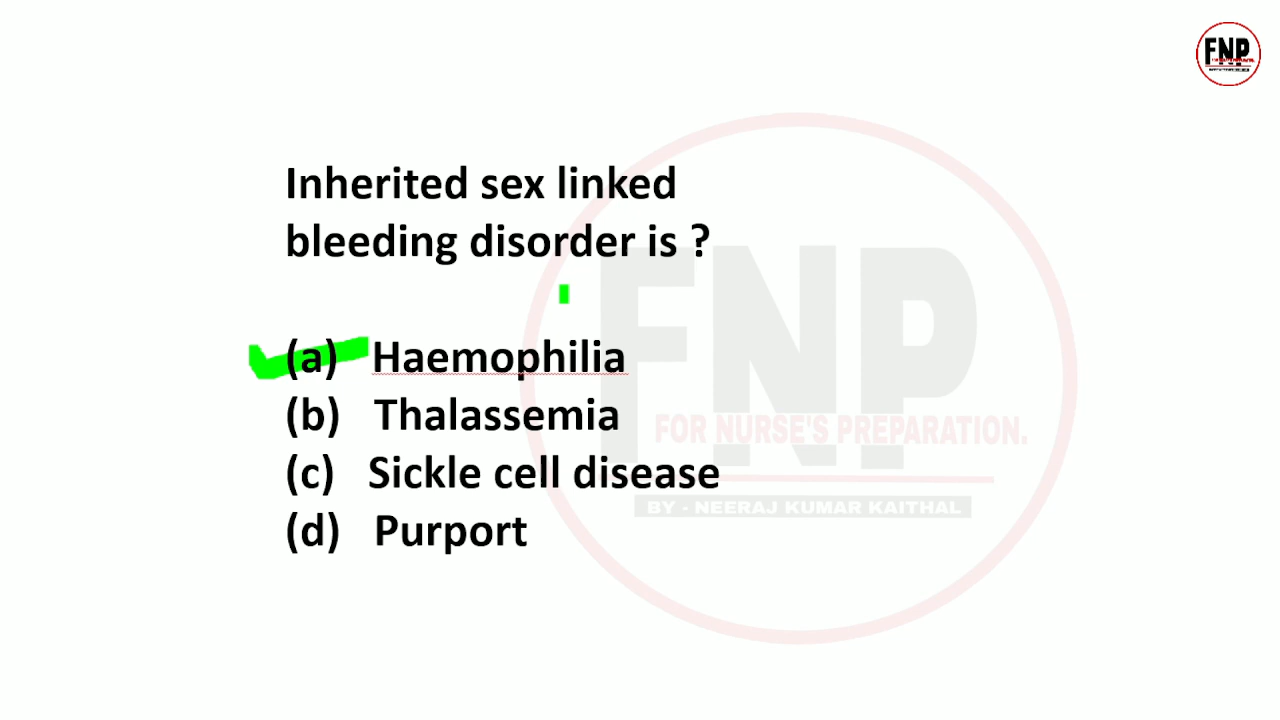 FNP
Inherited sex linked
bleeding disorder is ?
(a) Haemophilia
(b) Thalassemia
(c) Sickle cell disease
(d) Purport
FNP
FOR NURSE'S PREPARATION.
BY - NEERAJ KUMAR KAITHAL